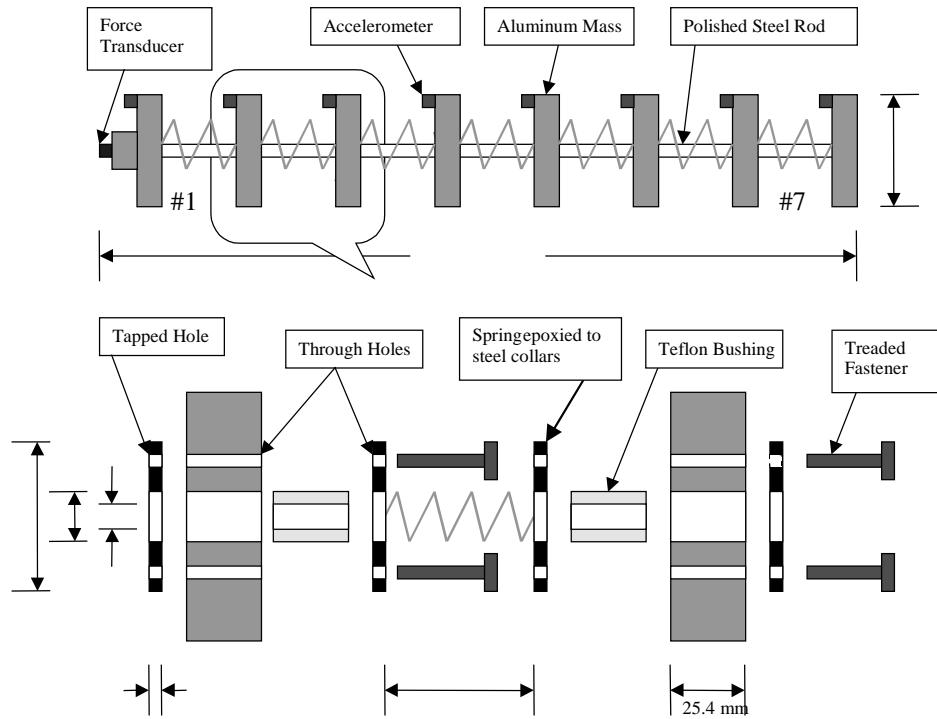 Force
Transducer
Accelerometer
Aluminum Mass
Polished Steel Rod
#1
#7
Tapped Hole
Through Holes
Springepoxied to
steel collars
Teflon Bushing
Treaded
Fastener
25.4 mm